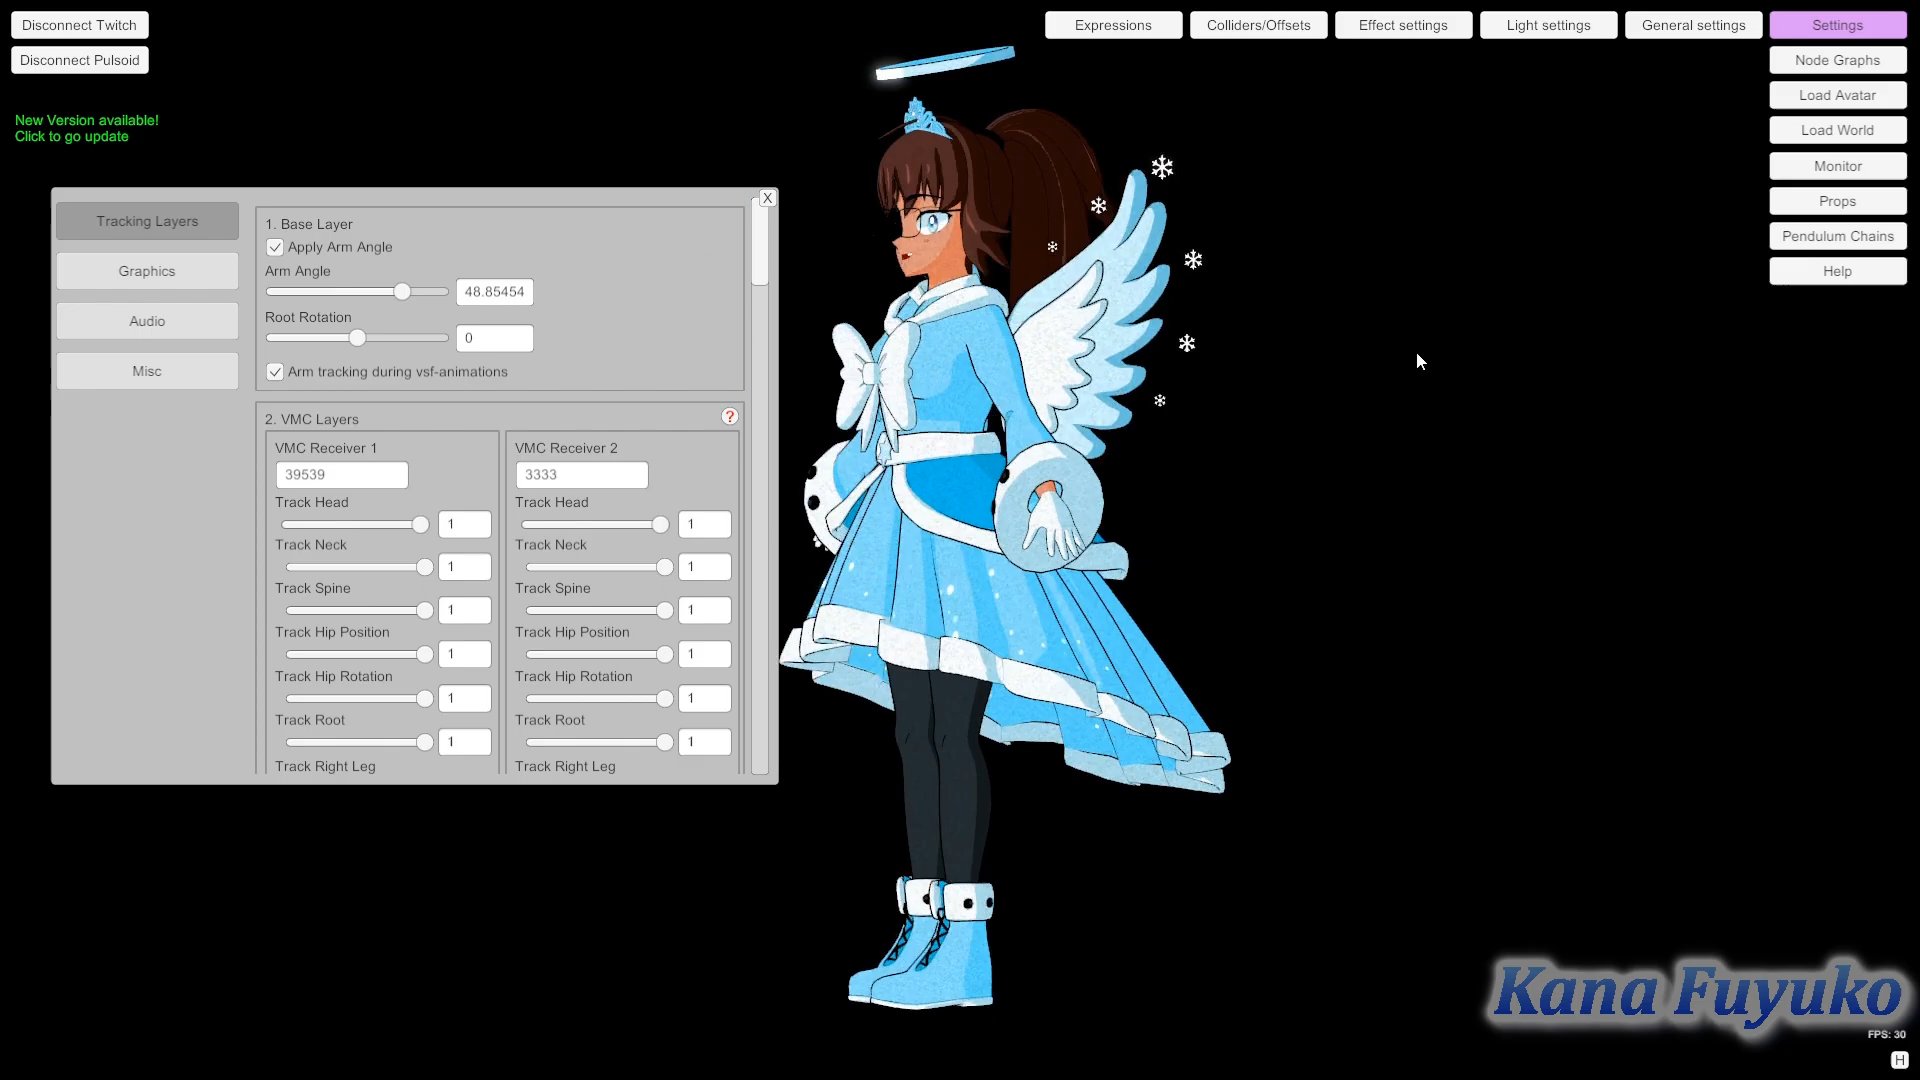 Disconnect Twitch
Disconnect Pulsoid
New Version available!
Click to go update
Expressions
Colliders/Offsets
Effect settings
Light settings
General settings
Settings
Node Graphs
Load Avatar
Load World
Monitor
Props
Pendulum Chains
Help
X
Tracking Layers
Graphics
Audio
Misc
1. Base Layer
Apply Arm Angle
Arm Angle
48.85454
Root Rotation
0
Arm tracking during vsf-animations
2. VMC Layers
?
VMC Receiver 1
39539
Track Head
1
Track Neck
1
Track Spine
1
Track Hip Position
1
Track Hip Rotation
1
Track Root
1
Track Right Leg
VMC Receiver 2
3333
Track Head
1
Track Neck
1
Track Spine
1
Track Hip Position
1
Track Hip Rotation
1
Track Root
1
Track Right Leg
Kana Fuyuko
FPS: 30
H